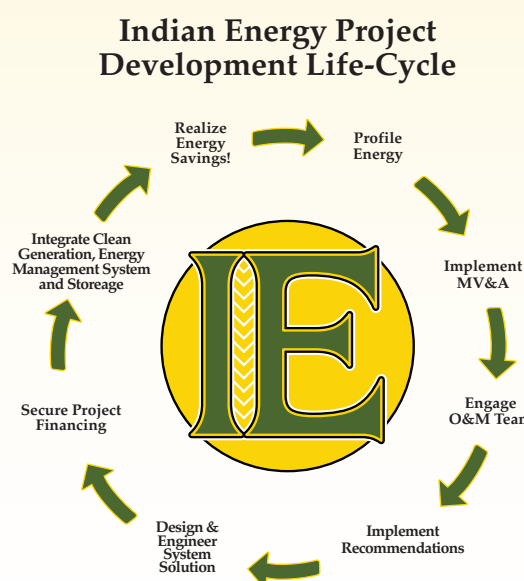 Indian Energy Project
Development Life-Cycle
Realize
Energy
Savings!
Profile
Energy
Implement
MV&A
Engage
O&M Team
Implement
Recommendations
Design &
Engineer
System
Solution
Secure Project
Financing
Integrate Clean
Generation, Energy
Management System
and Storeage
IE